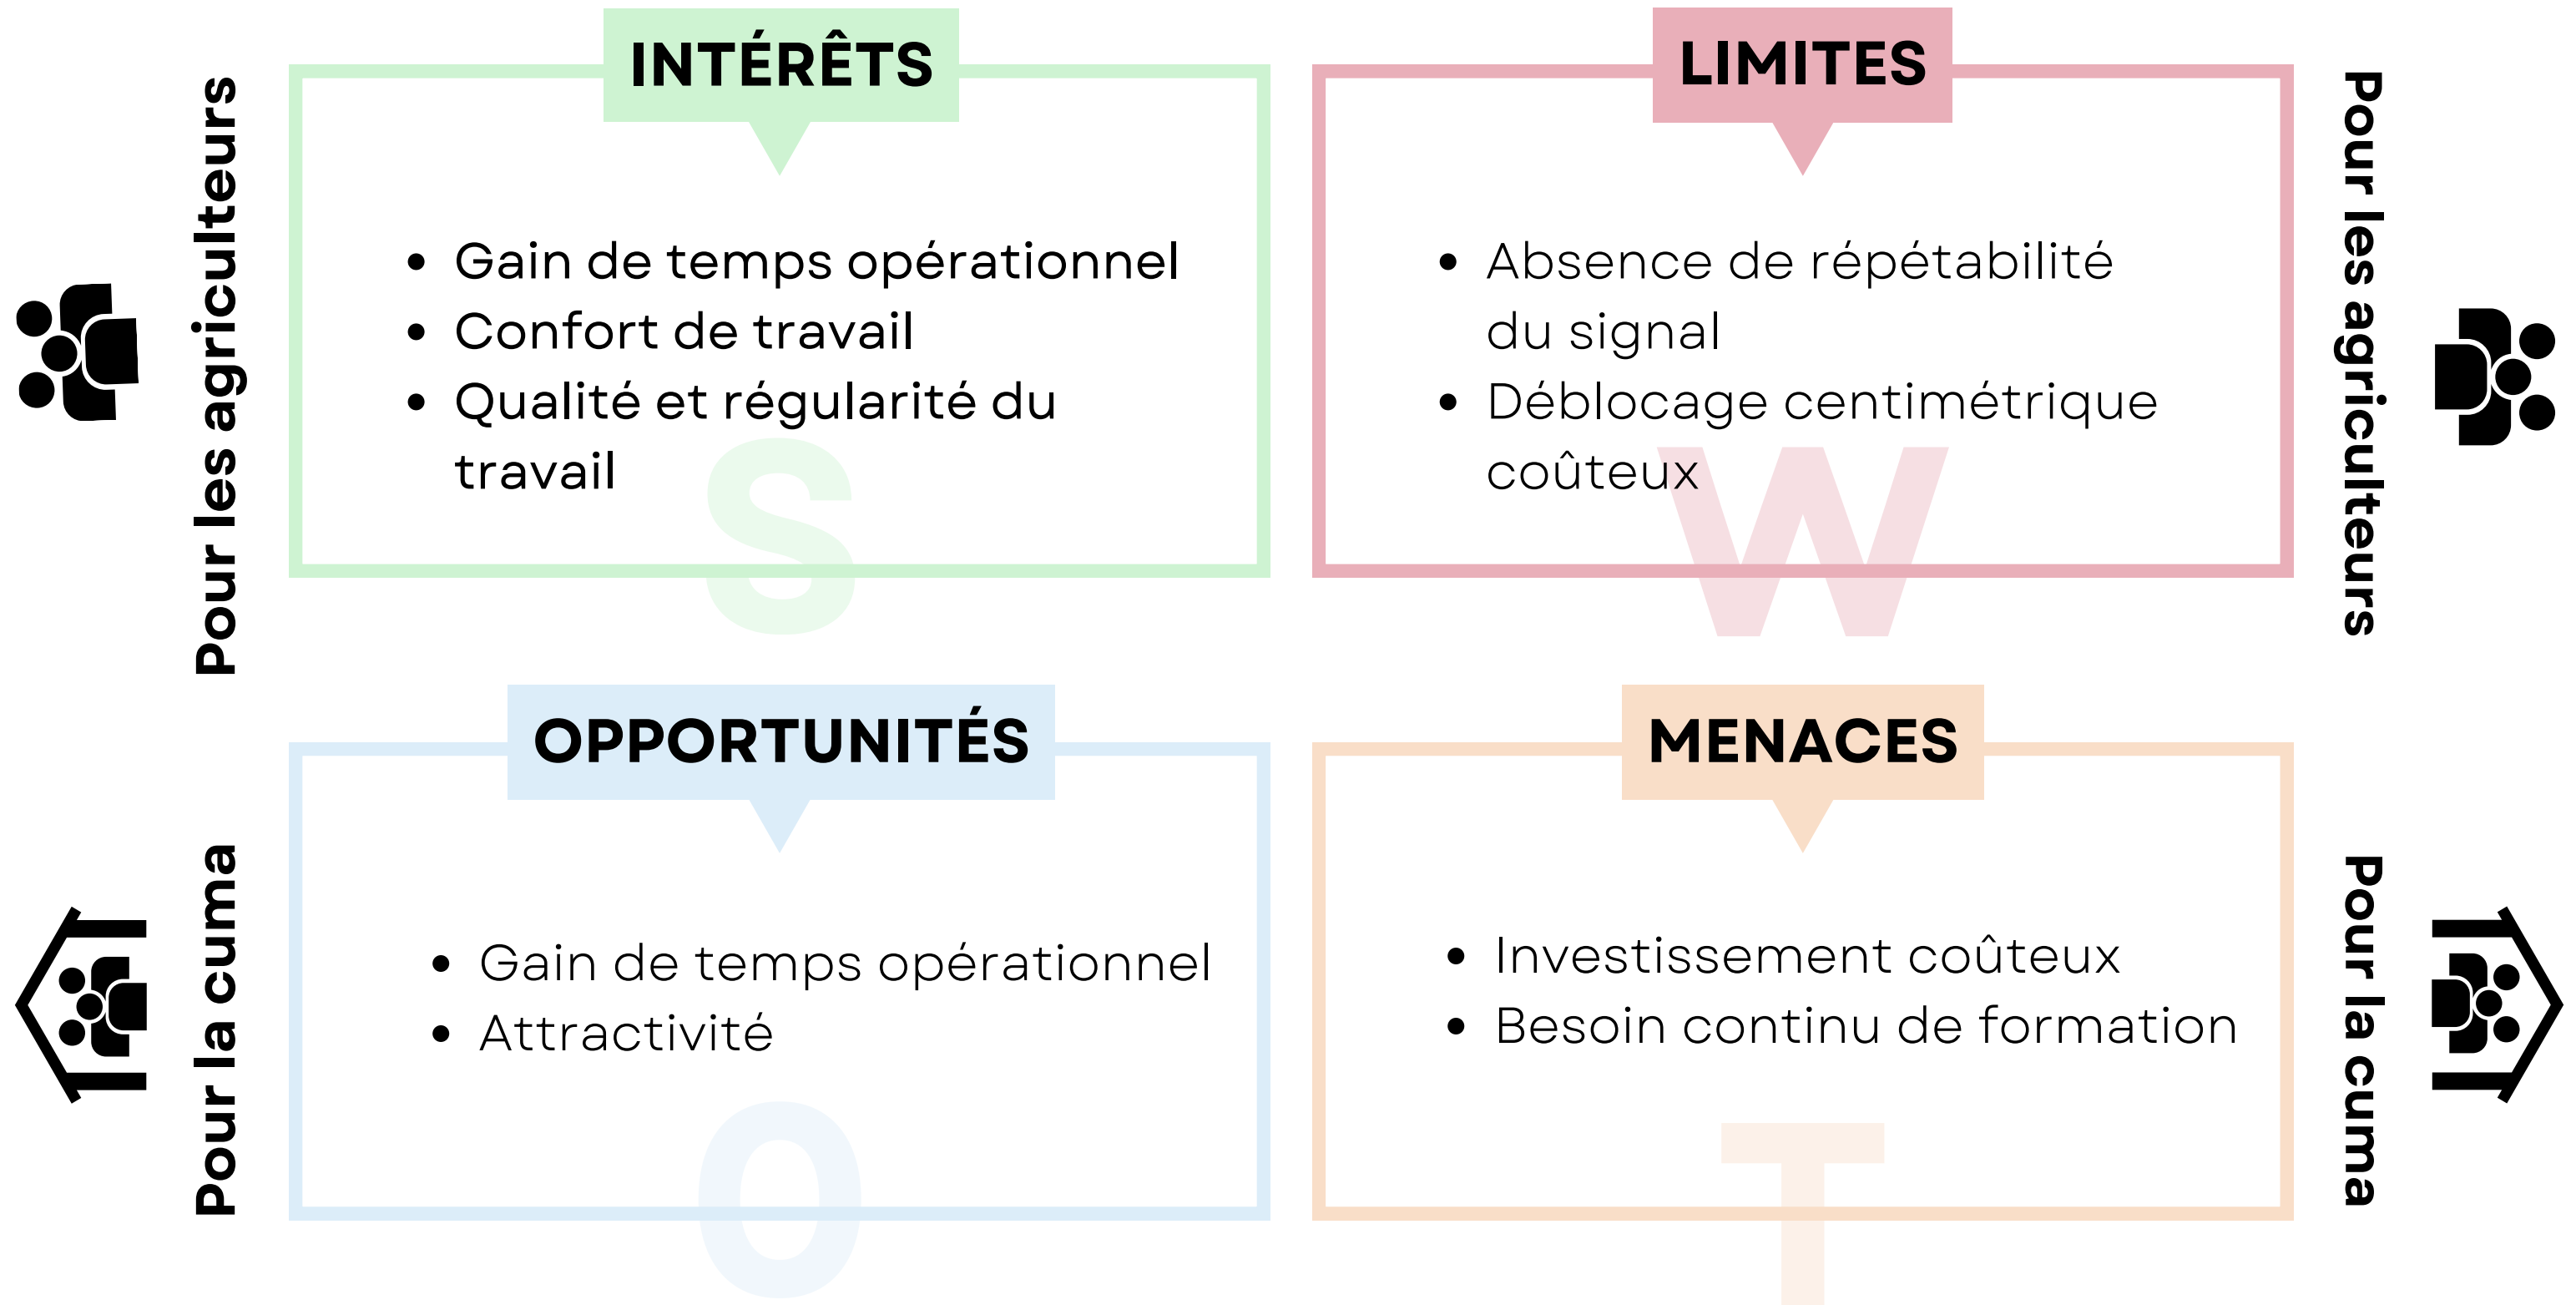 INTÉRÊTS
Pour les agriculteurs
• Gain de temps opérationnel
• Confort de travail
• Qualité et régularité du
travail
S
LIMITES
Pour les agriculteurs
• Absence de répétabilité
du signal
• Déblocage centimétrique
coûteux
W
OPPORTUNITÉS
Pour la cuma
• Gain de temps opérationnel
• Attractivité
O
MENACES
Pour la cuma
• Investissement coûteux
• Besoin continu de formation
T